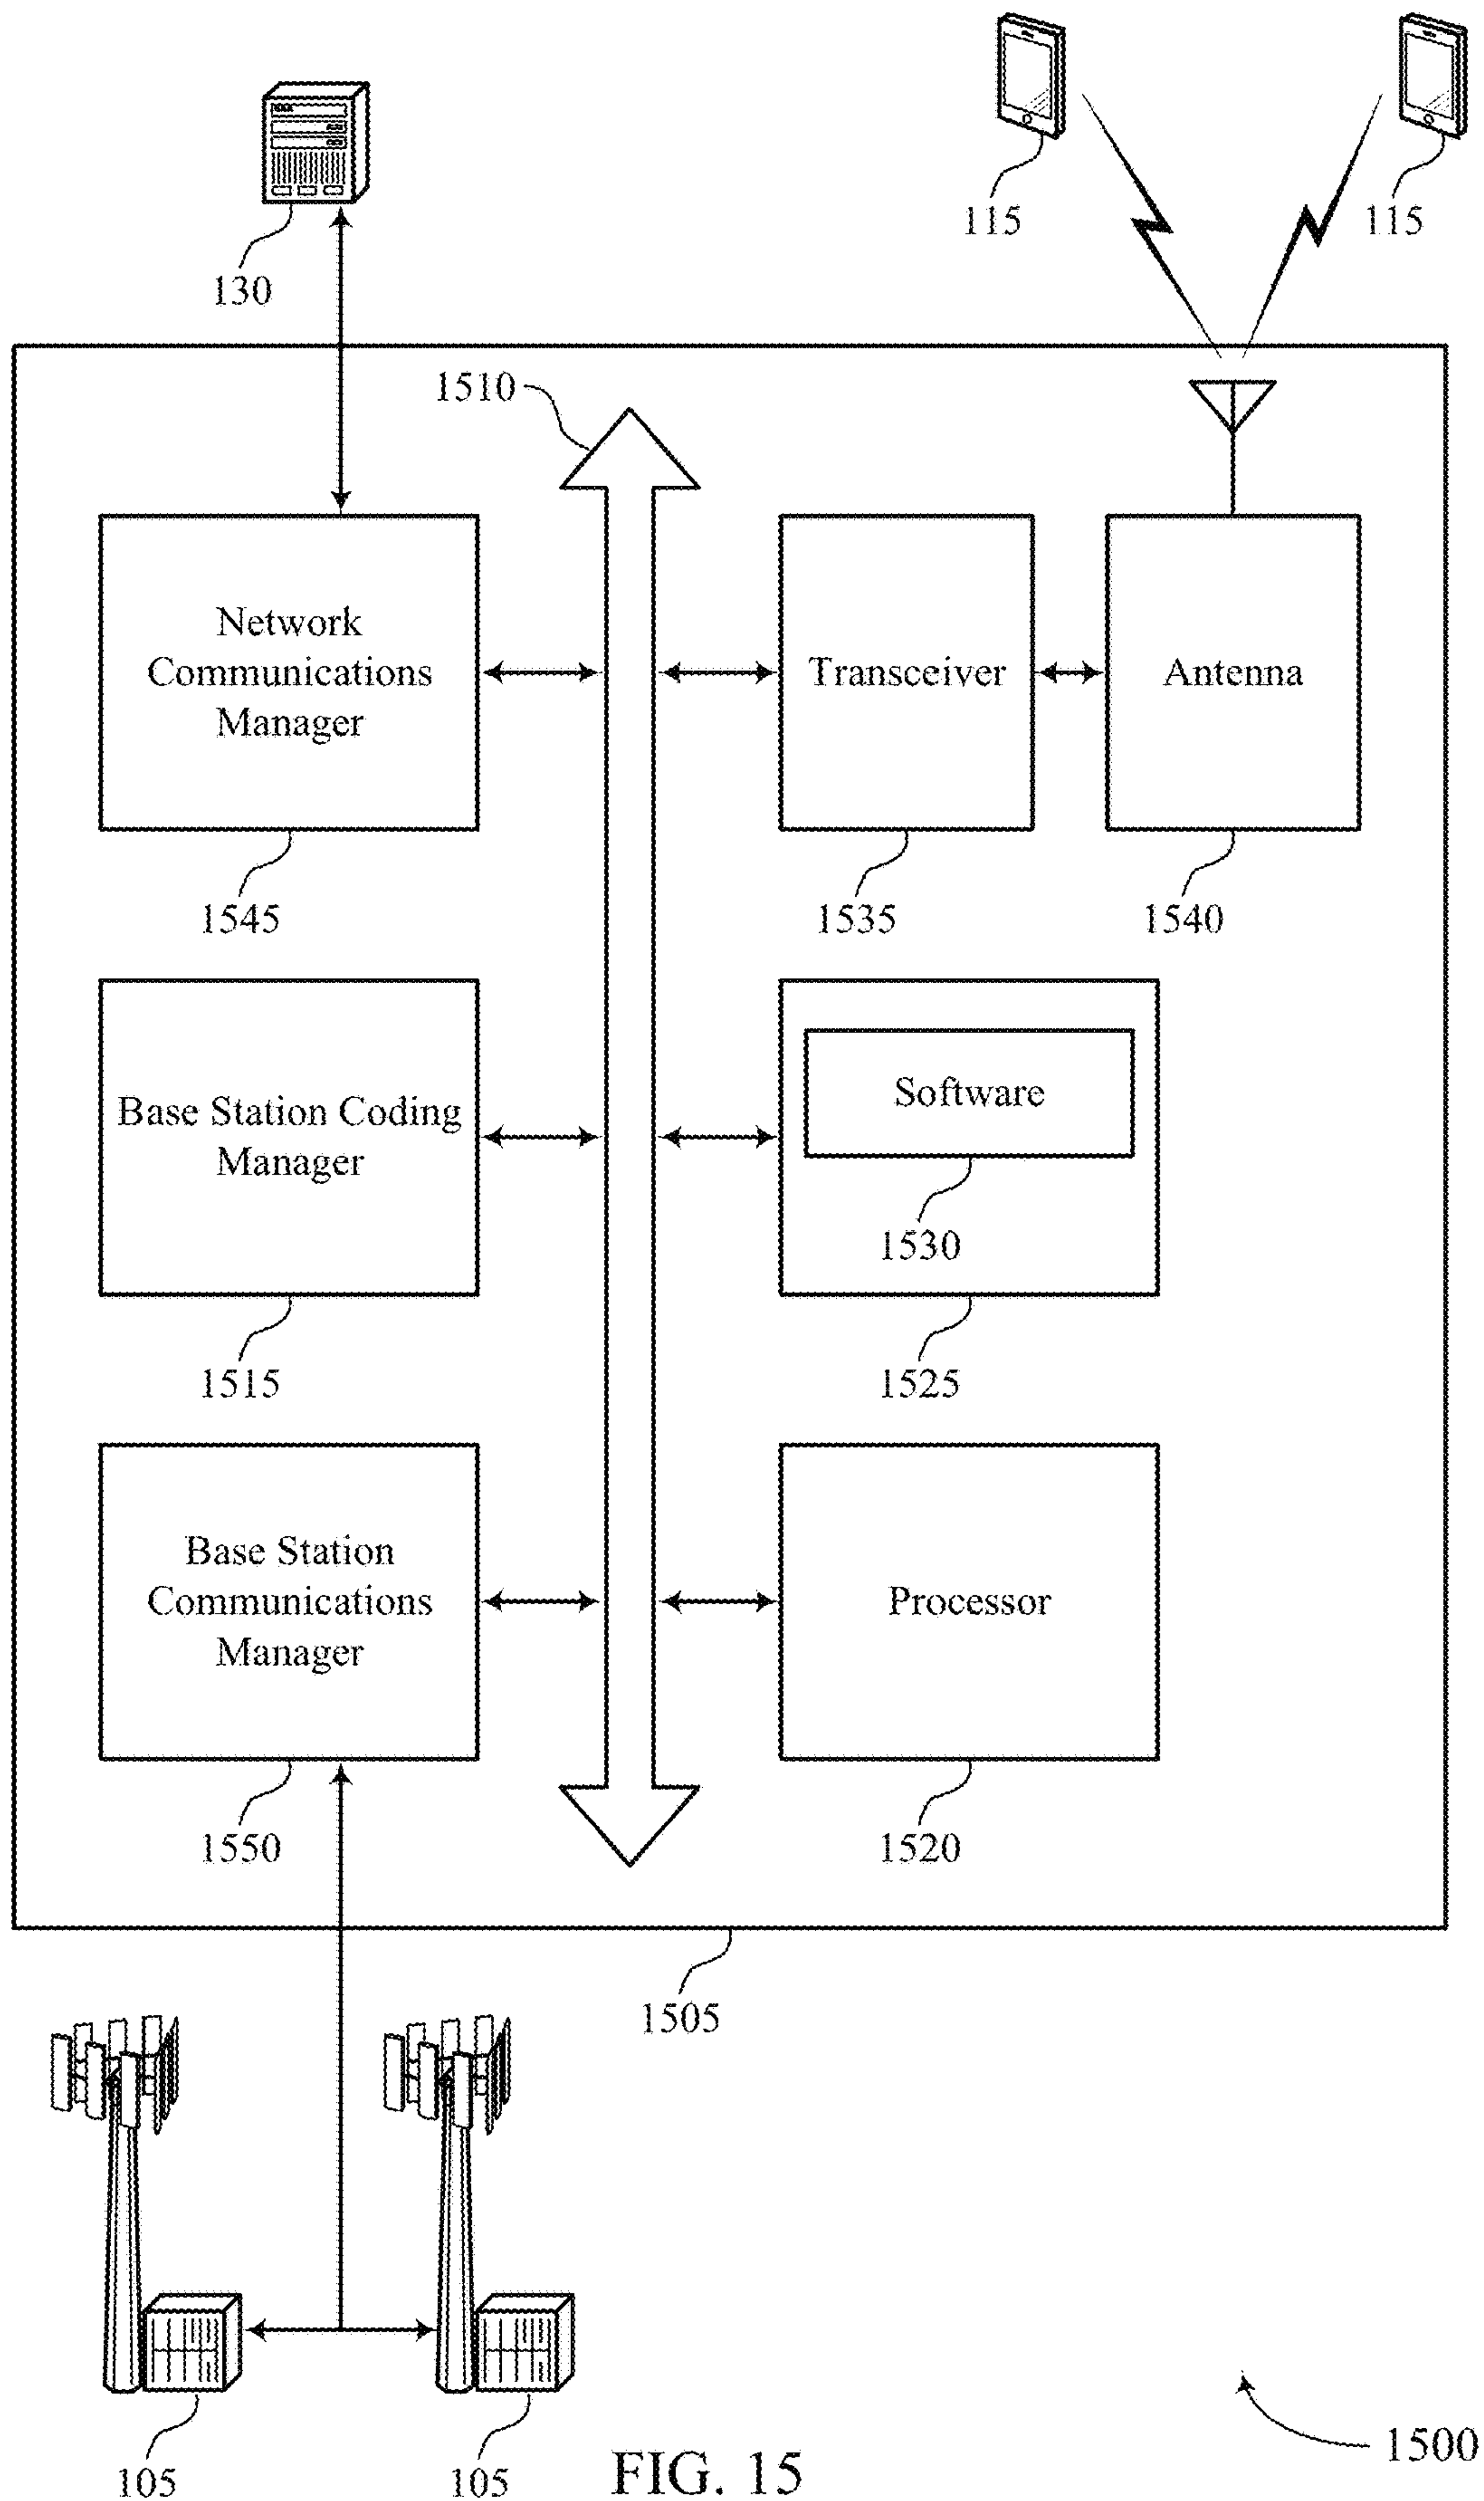 115
115
130
1510
Network
Communications
Manager
Transceiver
Antenna
1545
1535
1540
Base Station Coding
Manager
Software
1530
1515
1525
Base Station
Communications
Manager
Processor
1550
1520
1505
105
105
1500
FIG. 15